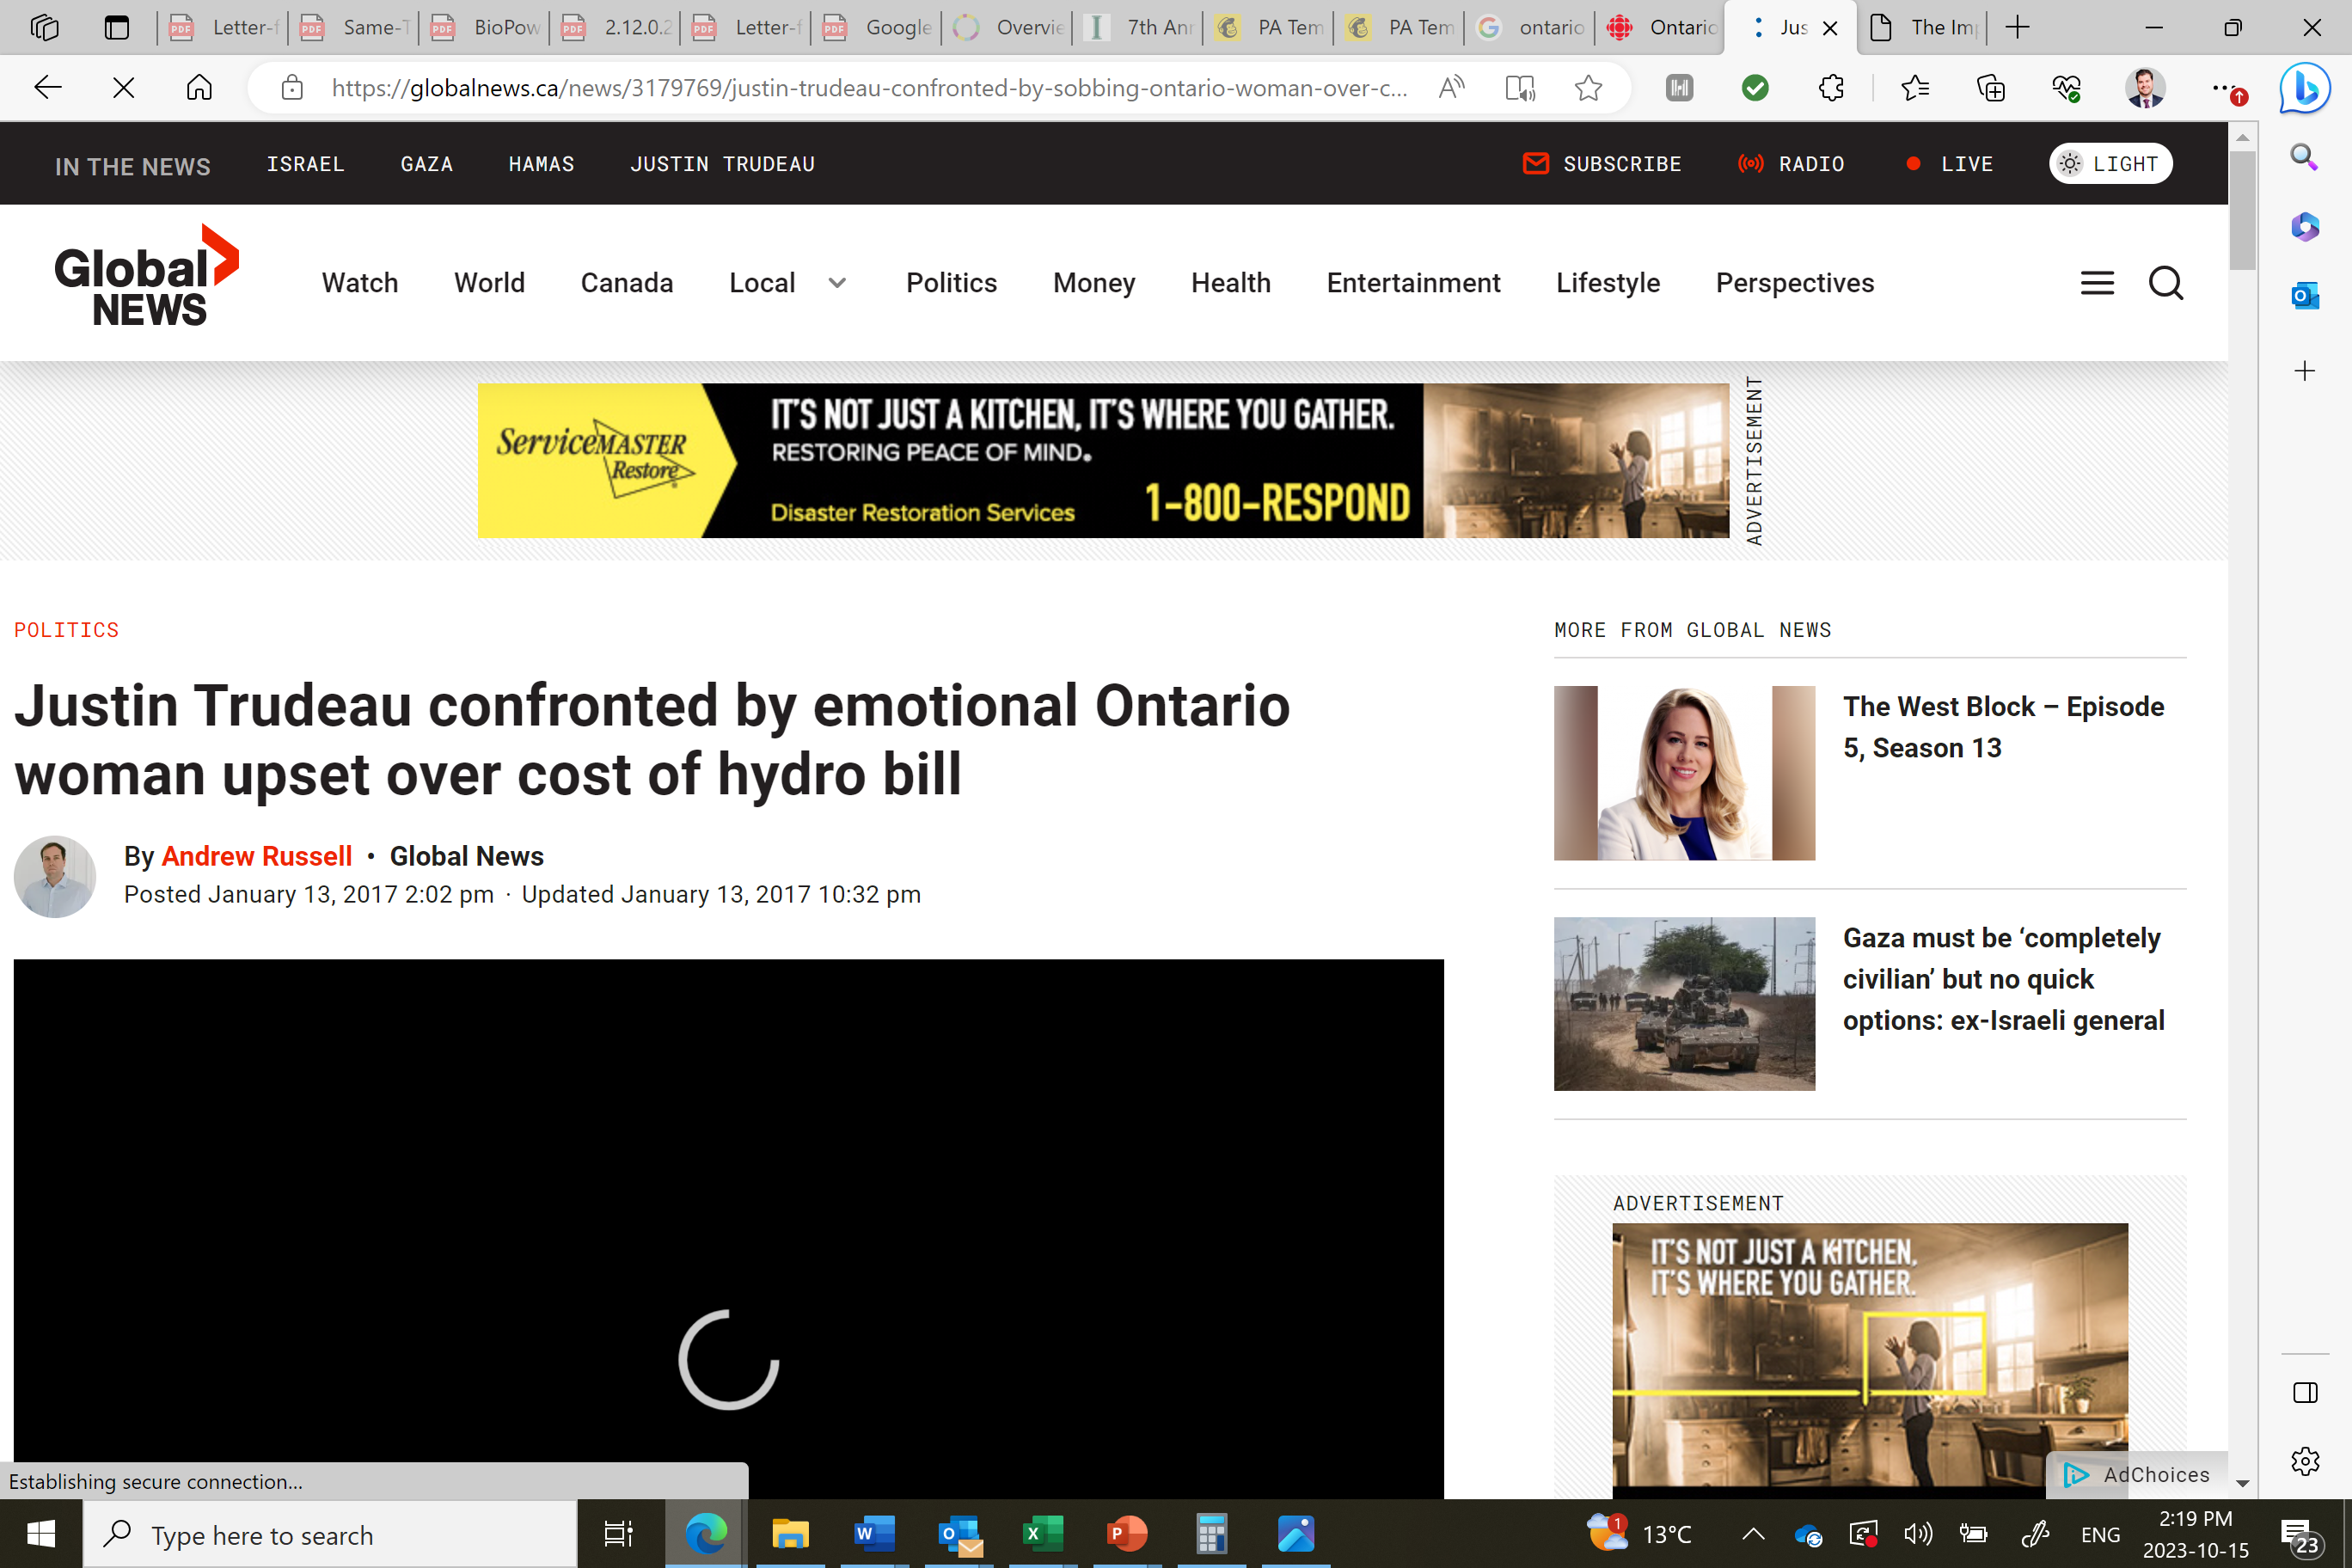 Letter-f
Same-T
BioPow
2.12.0.2
Letter-f
Google
Overvie
7th Ann
PA Tem
PA Tem
ontario
Ontario
Jus
The Imp
https://globalnews.ca/news/3179769/justin-trudeau-confronted-by-sobbing-ontario-woman-over-c...
IN THE NEWS ISRAEL GAZA HAMAS JUSTIN TRUDEAU SUBSCRIBE RADIO LIVE LIGHT
Global NEWS
Watch World Canada Local Politics Money Health Entertainment Lifestyle Perspectives
ServiceMASTER
Restore
IT'S NOT JUST A KITCHEN, IT'S WHERE YOU GATHER.
RESTORING PEACE OF MIND.
Disaster Restoration Services 1-800-RESPOND
ADVERTISEMENT
POLITICS
Justin Trudeau confronted by emotional Ontario
woman upset over cost of hydro bill
By Andrew Russell • Global News
Posted January 13, 2017 2:02 pm · Updated January 13, 2017 10:32 pm
MORE FROM GLOBAL NEWS
The West Block – Episode
5, Season 13
Gaza must be ‘completely
civilian’ but no quick
options: ex-Israeli general
ADVERTISEMENT
IT'S NOT JUST A KITCHEN,
IT'S WHERE YOU GATHER.
AdChoices
Establishing secure connection...
Type here to search
1
13°C
ENG
2:19 PM
2023-10-15
23